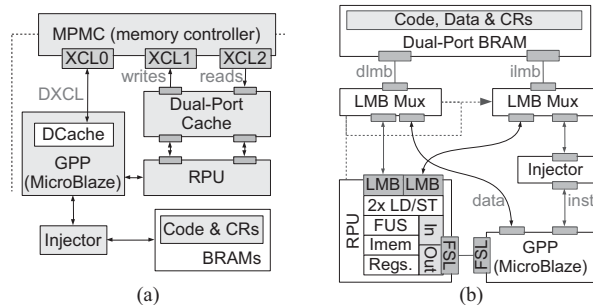 MPMC (memory controller)
XCL0 XCL1 XCL2
writes reads
DXCL
Dual-Port
Cache
DCache
GPP
(MicroBlaze)
RPU
Injector
Code & CRs
BRAMs
(a)
Code, Data & CRs
Dual-Port BRAM
dlmb ilmb
LMB Mux LMB Mux
Injector
LMB LMB
data inst
RPU
2x LD/ST
FUS
Imem
Regs.
In
Out
FSL FSL
GPP
(MicroBlaze)
(b)